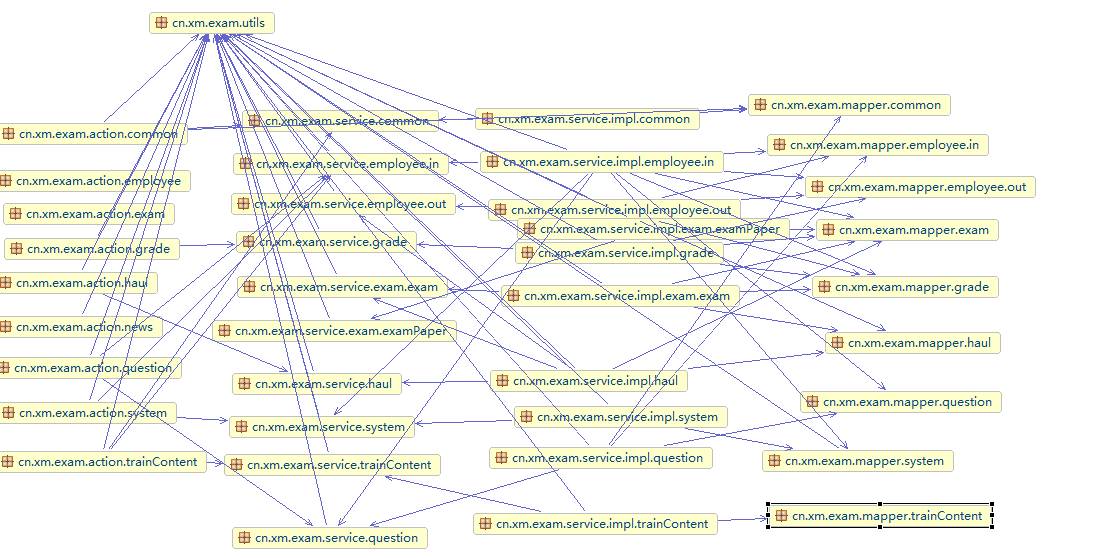 cn.xm.exam.utils
cn.xm.exam.action.common
cn.xm.exam.action.employee
cn.xm.exam.action.exam
cn.xm.exam.action.grade
cn.xm.exam.action.haul
cn.xm.exam.action.news
cn.xm.exam.action.question
cn.xm.exam.action.system
cn.xm.exam.action.trainContent
cn.xm.exam.service.common
cn.xm.exam.service.employee.in
cn.xm.exam.service.employee.out
cn.xm.exam.service.grade
cn.xm.exam.service.exam.exam
cn.xm.exam.service.exam.examPaper
cn.xm.exam.service.haul
cn.xm.exam.service.system
cn.xm.exam.service.trainContent
cn.xm.exam.service.question
cn.xm.exam.service.impl.common
cn.xm.exam.service.impl.employee.in
cn.xm.exam.service.impl.employee.out
cn.xm.exam.service.impl.exam.examPaper
cn.xm.exam.service.impl.grade
cn.xm.exam.service.impl.exam.exam
cn.xm.exam.service.impl.haul
cn.xm.exam.service.impl.system
cn.xm.exam.service.impl.question
cn.xm.exam.service.impl.trainContent
cn.xm.exam.mapper.common
cn.xm.exam.mapper.employee.in
cn.xm.exam.mapper.employee.out
cn.xm.exam.mapper.exam
cn.xm.exam.mapper.grade
cn.xm.exam.mapper.haul
cn.xm.exam.mapper.question
cn.xm.exam.mapper.system
cn.xm.exam.mapper.trainContent